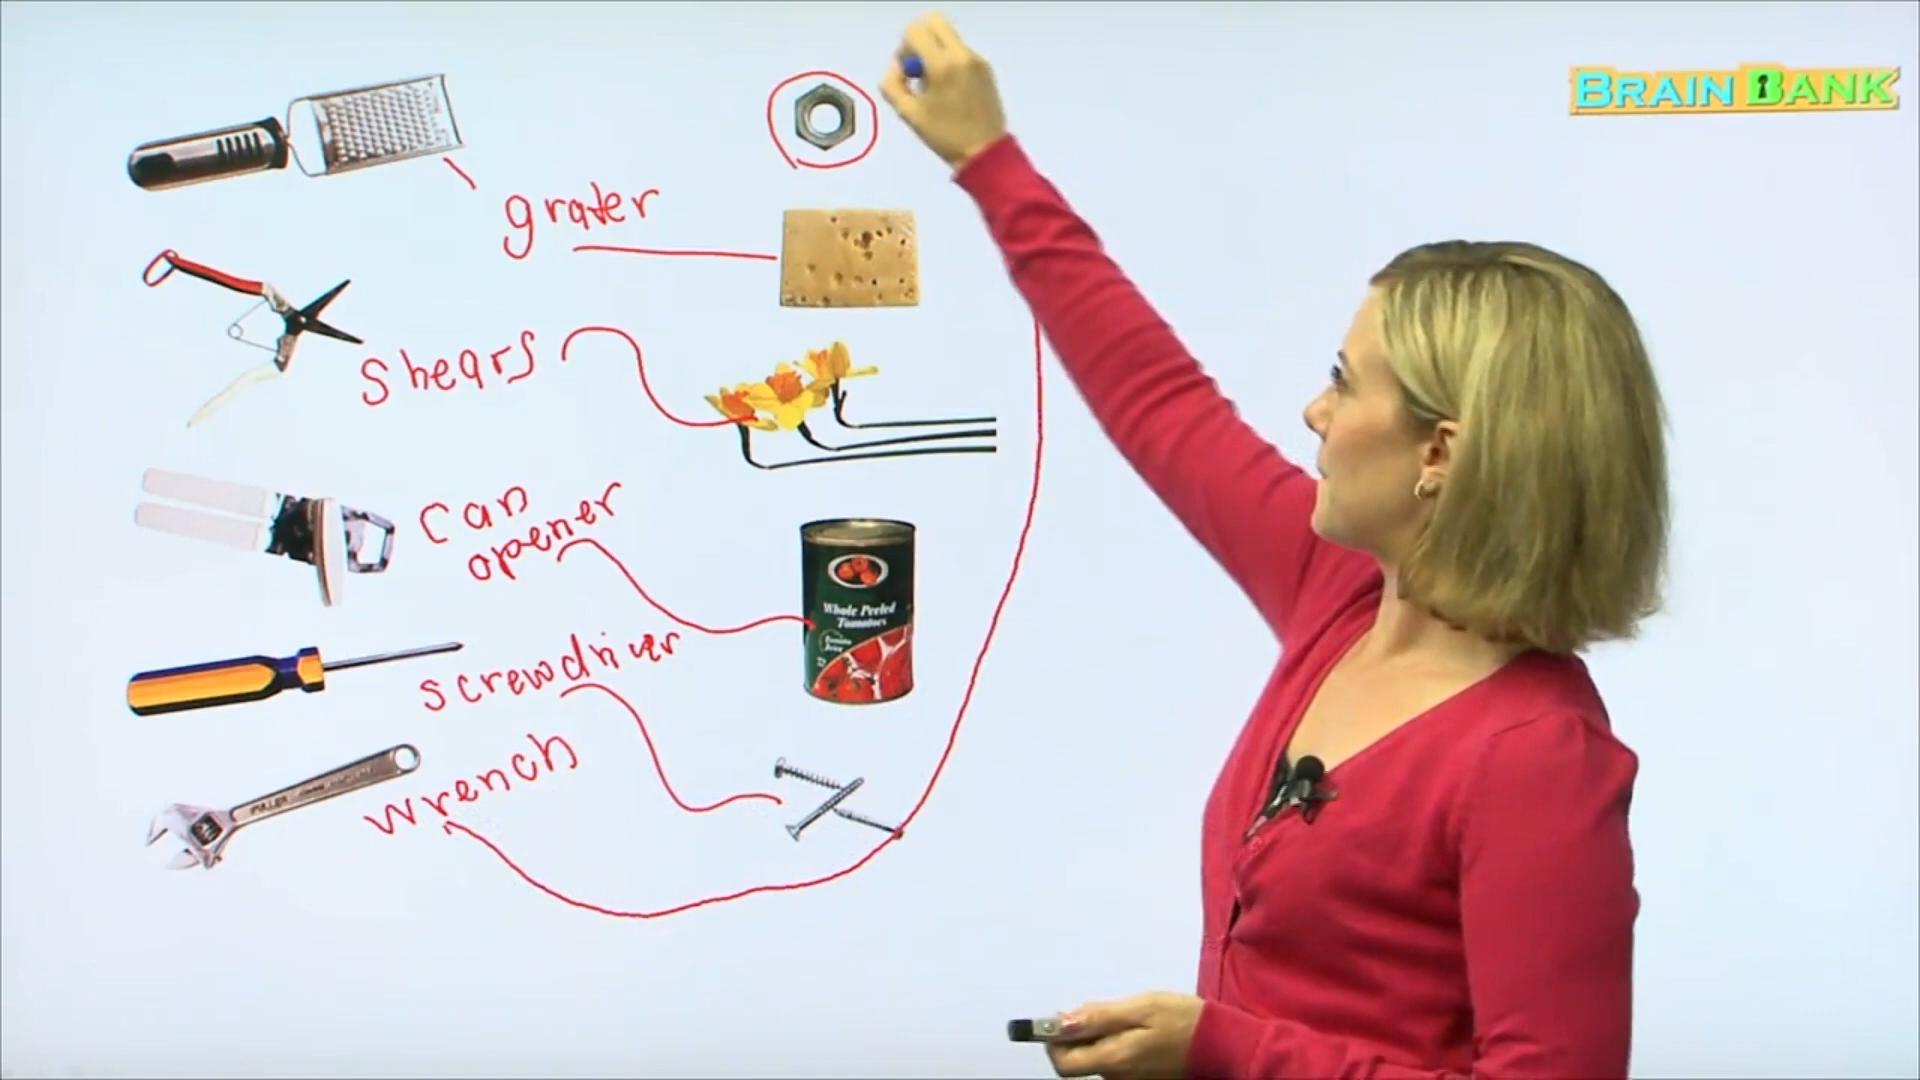 BRAIN BANK
grater
shears
can
opener
Whole Peeled
Tomatoes
screwdriver
wrench